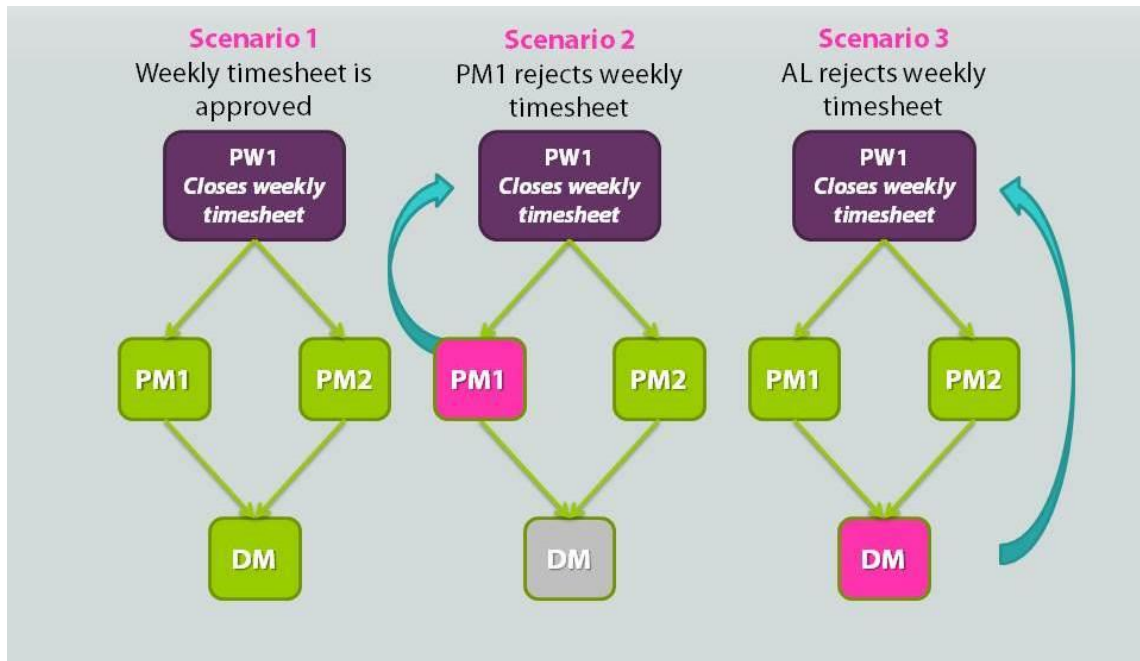 Scenario 1
Weekly timesheet is
approved
PW1
Closes weekly
timesheet
PM1
PM2
DM
Scenario 2
PM1 rejects weekly
timesheet
PW1
Closes weekly
timesheet
PM1
PM2
DM
Scenario 3
AL rejects weekly
timesheet
PW1
Closes weekly
timesheet
PM1
PM2
DM